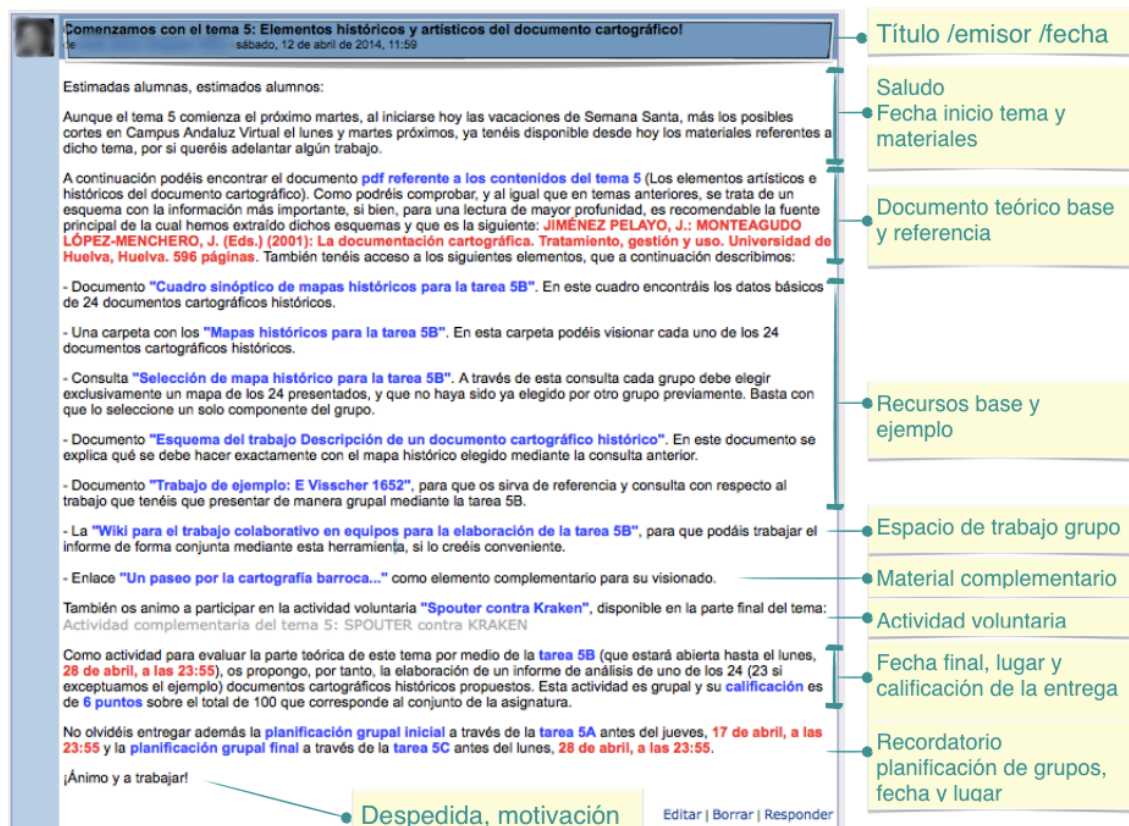 Comenzamos con el tema 5: Elementos históricos y artísticos del documento cartográfico!
de sábado, 12 de abril de 2014, 11:59
Título /emisor /fecha
Estimadas alumnas, estimados alumnos:
Aunque el tema 5 comienza el próximo martes, al iniciarse hoy las vacaciones de Semana Santa, más los posibles
cortes en Campus Andaluz Virtual el lunes y martes próximos, ya tenéis disponible desde hoy los materiales referentes a
dicho tema, por si queréis adelantar algún trabajo.
Saludo
Fecha inicio tema y
materiales
A continuación podéis encontrar el documento pdf referente a los contenidos del tema 5 (Los elementos artísticos e
históricos del documento cartográfico). Como podréis comprobar, y al igual que en temas anteriores, se trata de un
esquema con la información más importante, si bien, para una lectura de mayor profundidad, es recomendable la fuente
principal de la cual hemos extraído dichos esquemas y que es la siguiente: JIMÉNEZ PELAYO, J.: MONTEAGUDO
LÓPEZ-MENCHERO, J. (Eds.) (2001): La documentación cartográfica. Tratamiento, gestión y uso. Universidad de
Huelva, Huelva. 596 páginas. También tenéis acceso a los siguientes elementos, que a continuación describimos:
Documento teórico base
y referencia
- Documento "Cuadro sinóptico de mapas históricos para la tarea 5B". En este cuadro encontráis los datos básicos
de 24 documentos cartográficos históricos.
- Una carpeta con los "Mapas históricos para la tarea 5B". En esta carpeta podéis visionar cada uno de los 24
documentos cartográficos históricos.
- Consulta "Selección de mapa histórico para la tarea 5B". A través de esta consulta cada grupo debe elegir
exclusivamente un mapa de los 24 presentados, y que no haya sido ya elegido por otro grupo previamente. Basta con
que lo seleccione un solo componente del grupo.
- Documento "Esquema del trabajo Descripción de un documento cartográfico histórico". En este documento se
explica qué se debe hacer exactamente con el mapa histórico elegido mediante la consulta anterior.
- Documento "Trabajo de ejemplo: E Visscher 1652", para que os sirva de referencia y consulta con respecto al
trabajo que tenéis que presentar de manera grupal mediante la tarea 5B.
Recursos base y
ejemplo
- La "Wiki para el trabajo colaborativo en equipos para la elaboración de la tarea 5B", para que podáis trabajar el
informe de forma conjunta mediante esta herramienta, si lo creéis conveniente.
Espacio de trabajo grupo
- Enlace "Un paseo por la cartografía barroca..." como elemento complementario para su visionado.
Material complementario
También os animo a participar en la actividad voluntaria "Spouter contra Kraken", disponible en la parte final del tema:
Actividad complementaria del tema 5: SPOUTER contra KRAKEN
Actividad voluntaria
Como actividad para evaluar la parte teórica de este tema por medio de la tarea 5B (que estará abierta hasta el lunes,
28 de abril, a las 23:55), os propongo, por tanto, la elaboración de un informe de análisis de uno de los 24 (23 si
exceptuamos el ejemplo) documentos cartográficos históricos propuestos. Esta actividad es grupal y su calificación es
de 6 puntos sobre el total de 100 que corresponde al conjunto de la asignatura.
Fecha final, lugar y
calificación de la entrega
No olvidéis entregar además la planificación grupal inicial a través de la tarea 5A antes del jueves, 17 de abril, a las
23:55 y la planificación grupal final a través de la tarea 5C antes del lunes, 28 de abril, a las 23:55.
Recordatorio
planificación de grupos,
fecha y lugar
¡Ánimo y a trabajar!
Despedida, motivación
Editar | Borrar | Responder